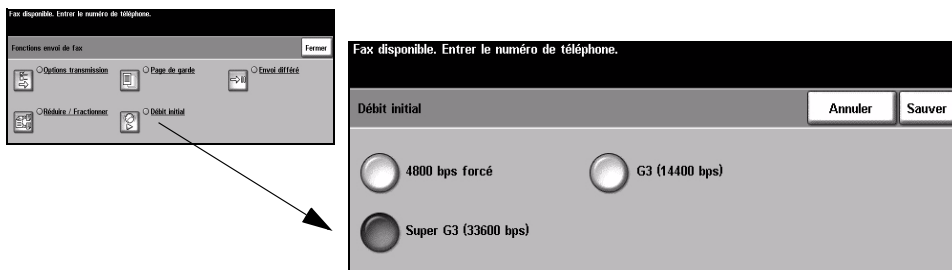 Fax disponible. Entrer le numéro de téléphone.
Fonctions envoi de fax
Fermer
Options transmission
Page de garde
Envoi différé
Réduire / Fractionner
Débit initial
Fax disponible. Entrer le numéro de téléphone.
Débit initial
Annuler
Sauver
4800 bps forcé
G3 (14400 bps)
Super G3 (33600 bps)